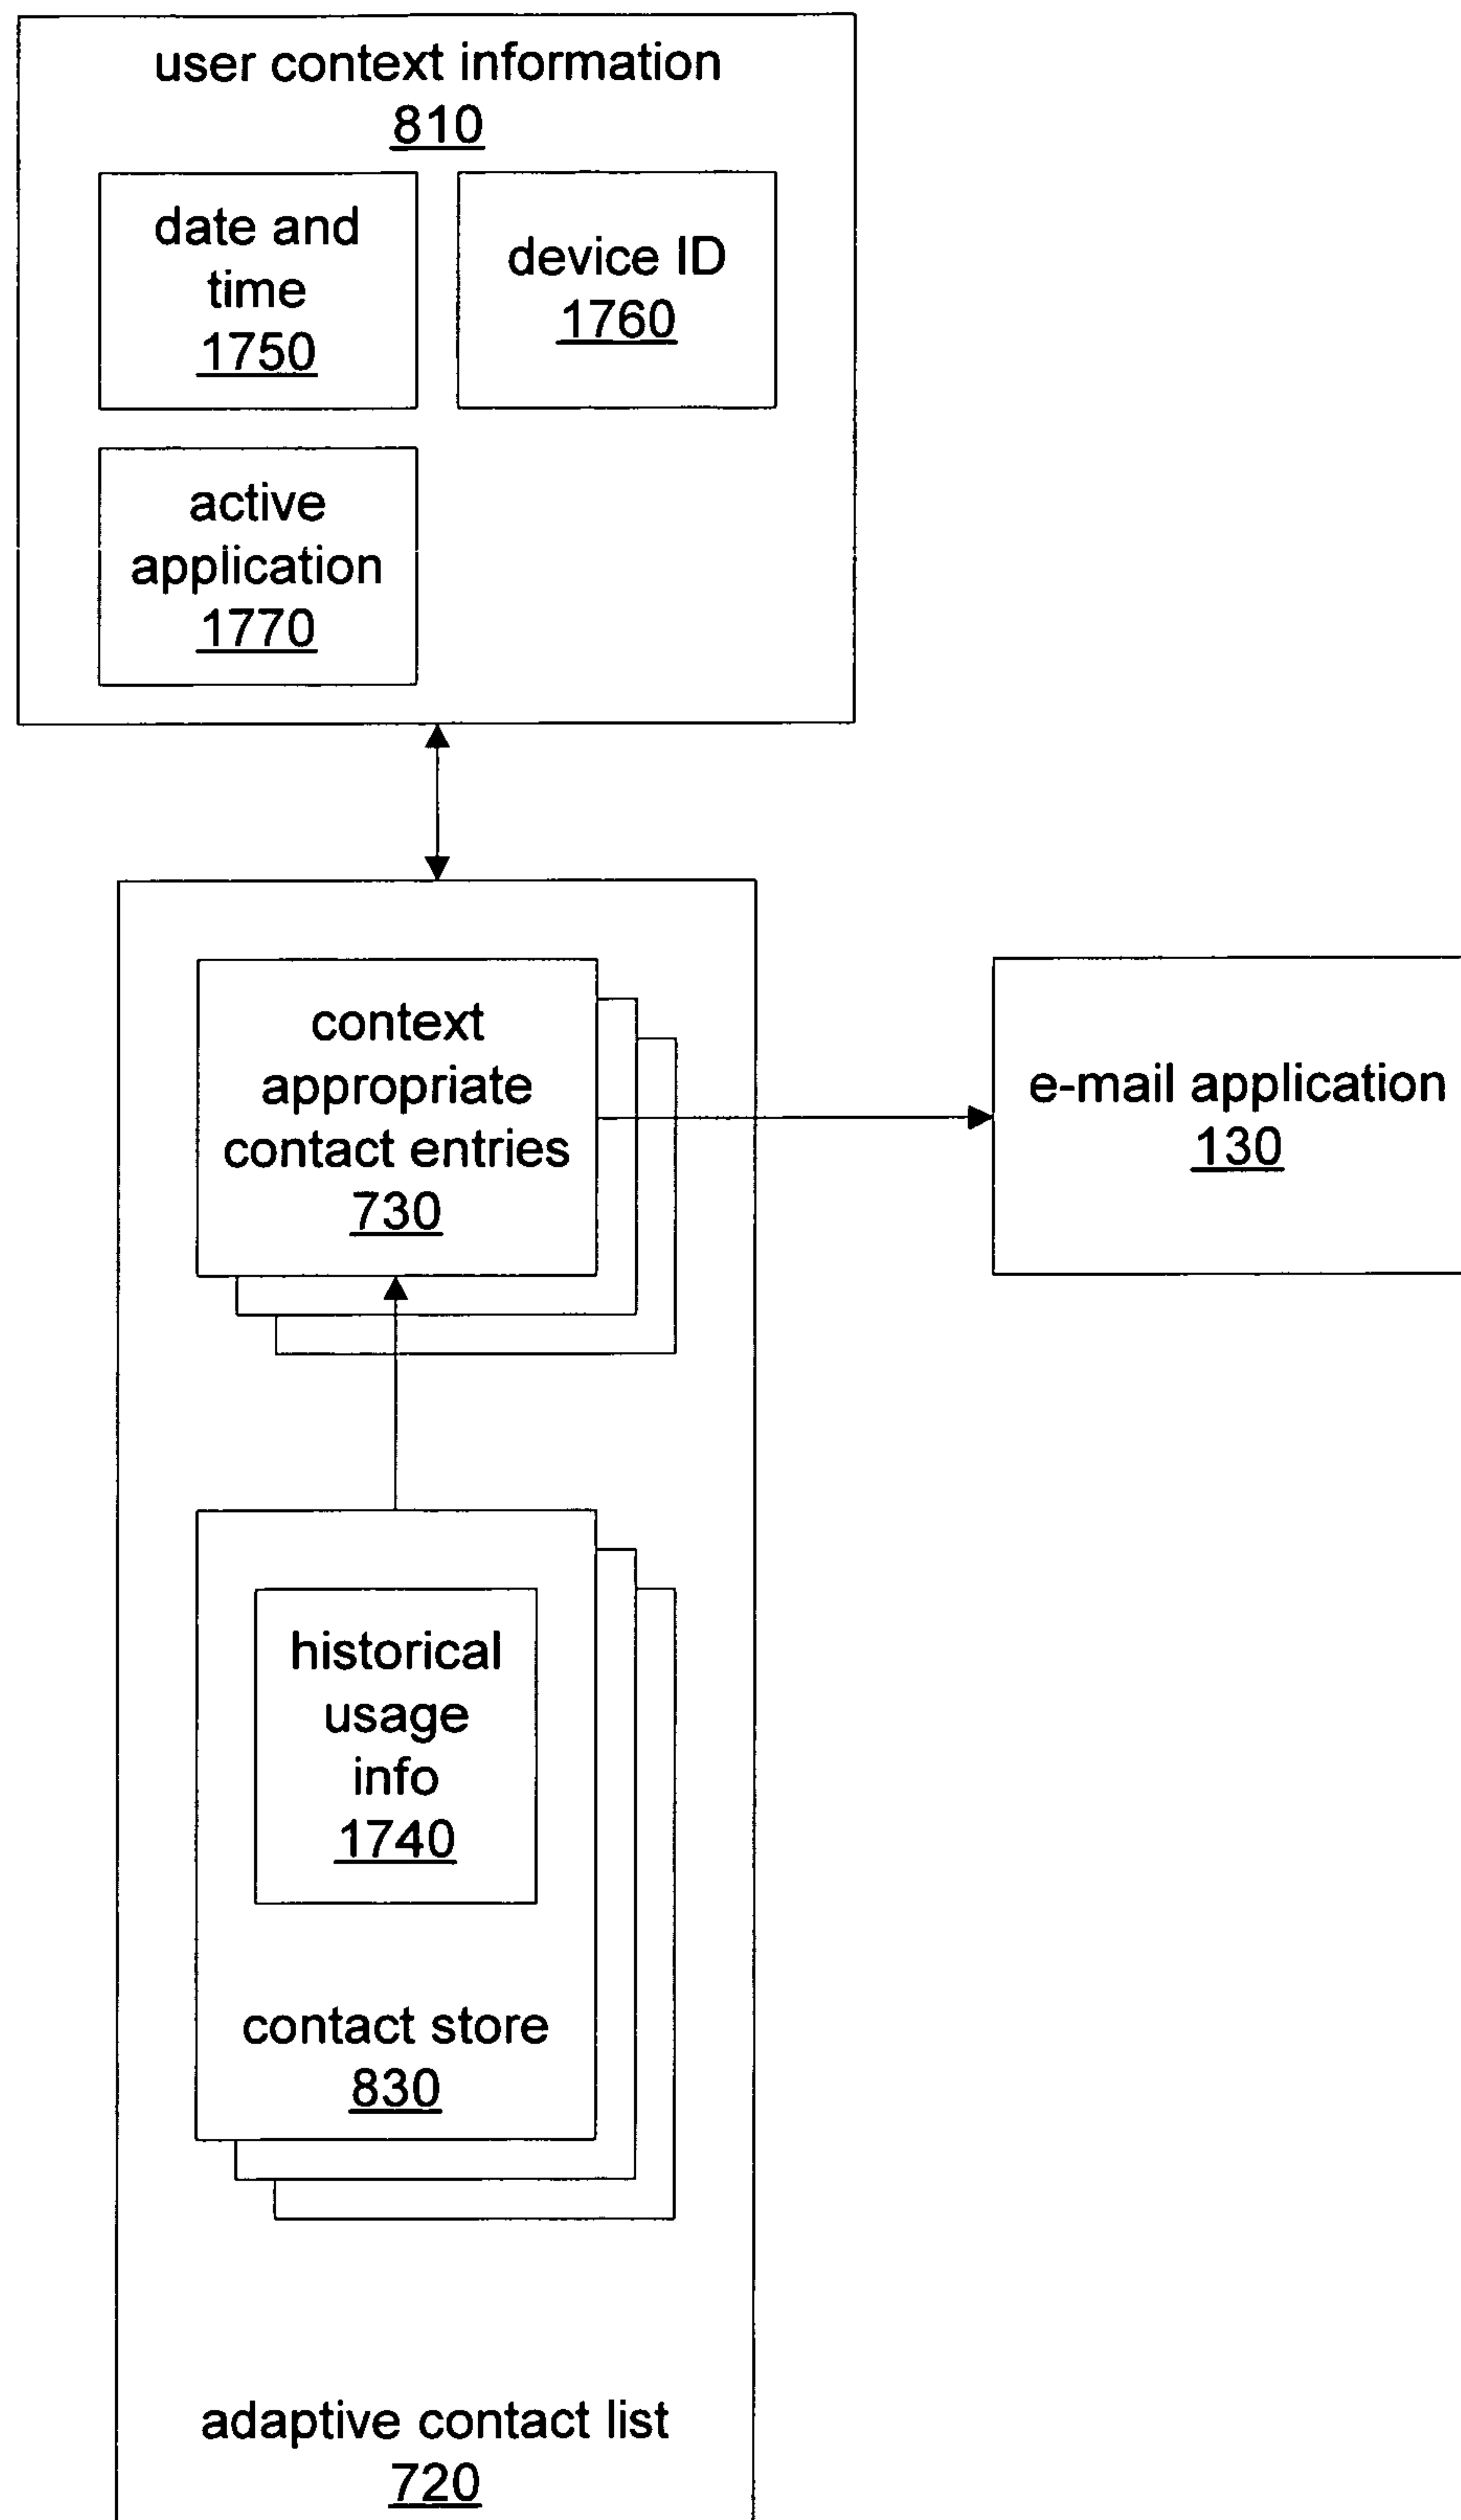 user context information
810
date and
time
1750
device ID
1760
active
application
1770
context
appropriate
contact entries
730
e-mail application
130
historical
usage
info
1740
contact store
830
adaptive contact list
720